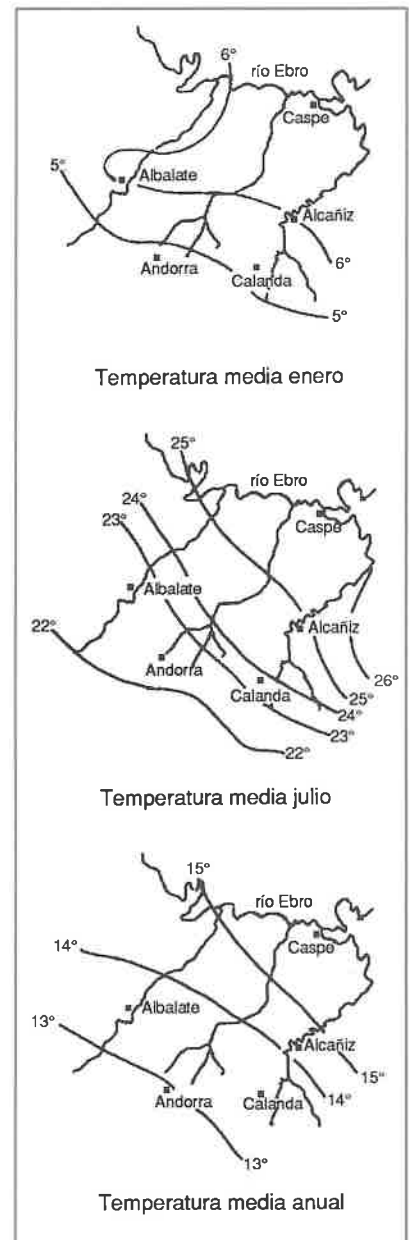 6°
río Ebro
Caspe
5°
Albalate
Alcañiz
Andorra
Calanda
6°
5°
Temperatura media enero
25°
río Ebro
24°
23°
Caspe
Albalate
22°
Alcañiz
Andorra
Calanda
26°
25°
24°
23°
22°
Temperatura media julio
15°
río Ebro
14°
Caspe
Albalate
13°
Alcañiz
15°
Andorra
Calanda
14°
13°
Temperatura media anual